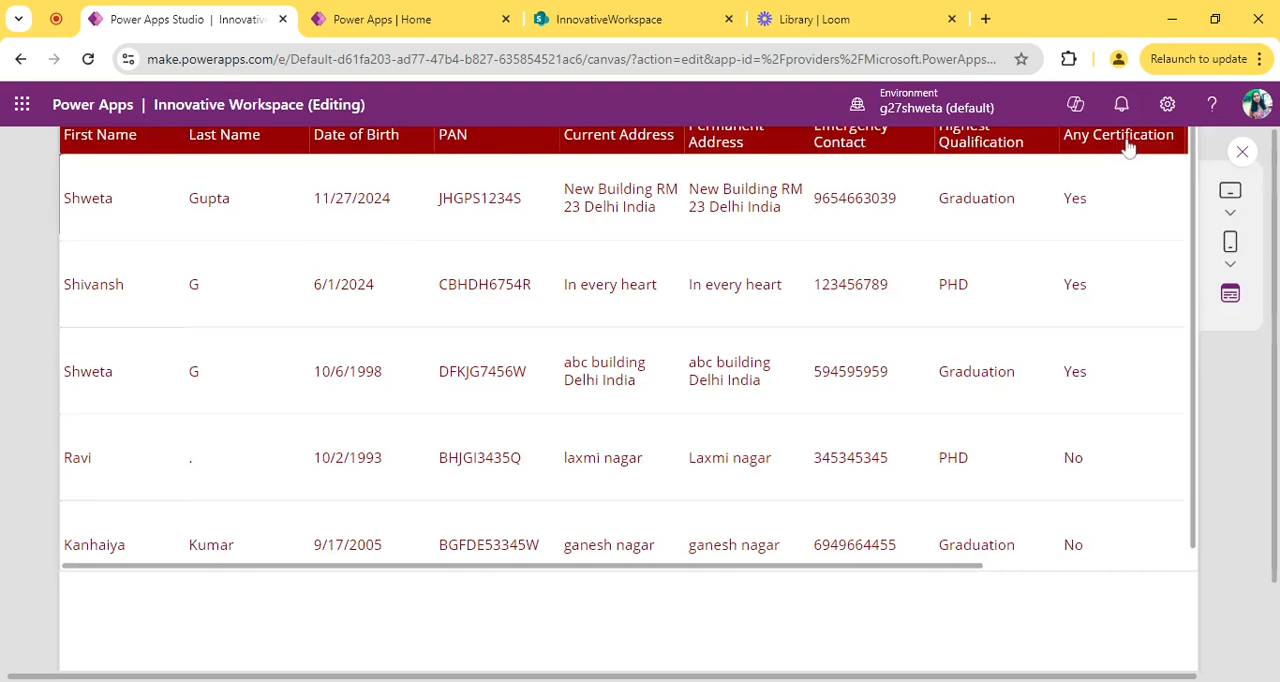 Power Apps Studio | Innovativ
Power Apps | Home
InnovativeWorkspace
Library | Loom
make.powerapps.com/e/Default-d61fa203-ad77-47b4-b827-635854521ac6/canvas/?action=edit&app-id=%2Fproviders%2FMicrosoft.PowerApps...
Relaunch to update
Power Apps | Innovative Workspace (Editing)
Environment
g27shweta (default)
First Name Last Name Date of Birth PAN Current Address Permanent Address Emergency Contact Highest Qualification Any Certification
Shweta Gupta 11/27/2024 JHGPS1234S New Building RM 23 Delhi India New Building RM 23 Delhi India 9654663039 Graduation Yes
Shivansh G 6/1/2024 CBHDH6754R In every heart In every heart 123456789 PHD Yes
Shweta G 10/6/1998 DFKJG7456W abc building Delhi India abc building Delhi India 594595959 Graduation Yes
Ravi . 10/2/1993 BHJGI3435Q laxmi nagar Laxmi nagar 345345345 PHD No
Kanhaiya Kumar 9/17/2005 BGFDE53345W ganesh nagar ganesh nagar 6949664455 Graduation No